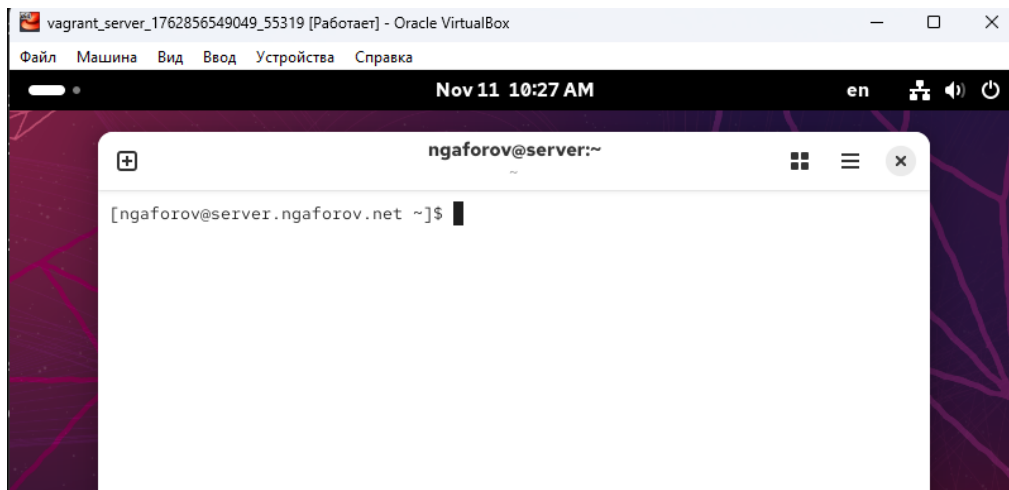 vagrant_server_1762856549049_55319 [Работает] - Oracle VirtualBox
Файл Машина Вид Ввод Устройства Справка
Nov 11 10:27 AM en
ngaforov@server:~
~
[ngaforov@server.ngaforov.net ~]$